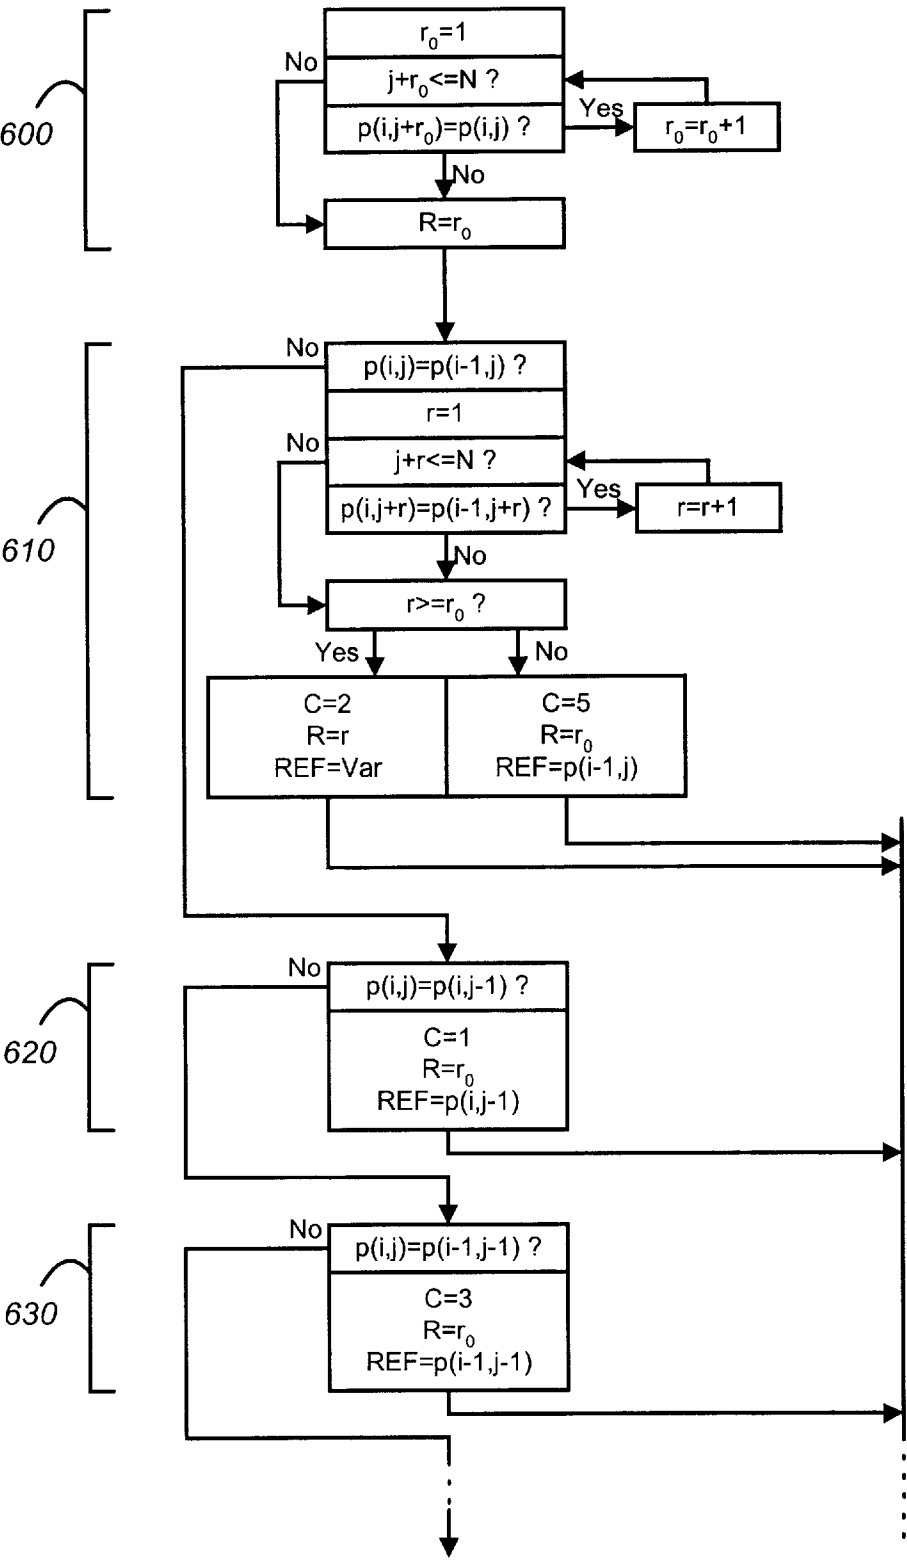 r₀=1
No
j+r₀<=N ?
Yes
p(i,j+r₀)=p(i,j) ?
r₀=r₀+1
600
No
R=r₀
No
p(i,j)=p(i-1,j) ?
r=1
No
j+r<=N ?
Yes
p(i,j+r)=p(i-1,j+r) ?
r=r+1
610
No
r>=r₀ ?
Yes
No
C=2
R=r
REF=Var
C=5
R=r₀
REF=p(i-1,j)
No
p(i,j)=p(i,j-1) ?
620
C=1
R=r₀
REF=p(i,j-1)
No
p(i,j)=p(i-1,j-1) ?
630
C=3
R=r₀
REF=p(i-1,j-1)